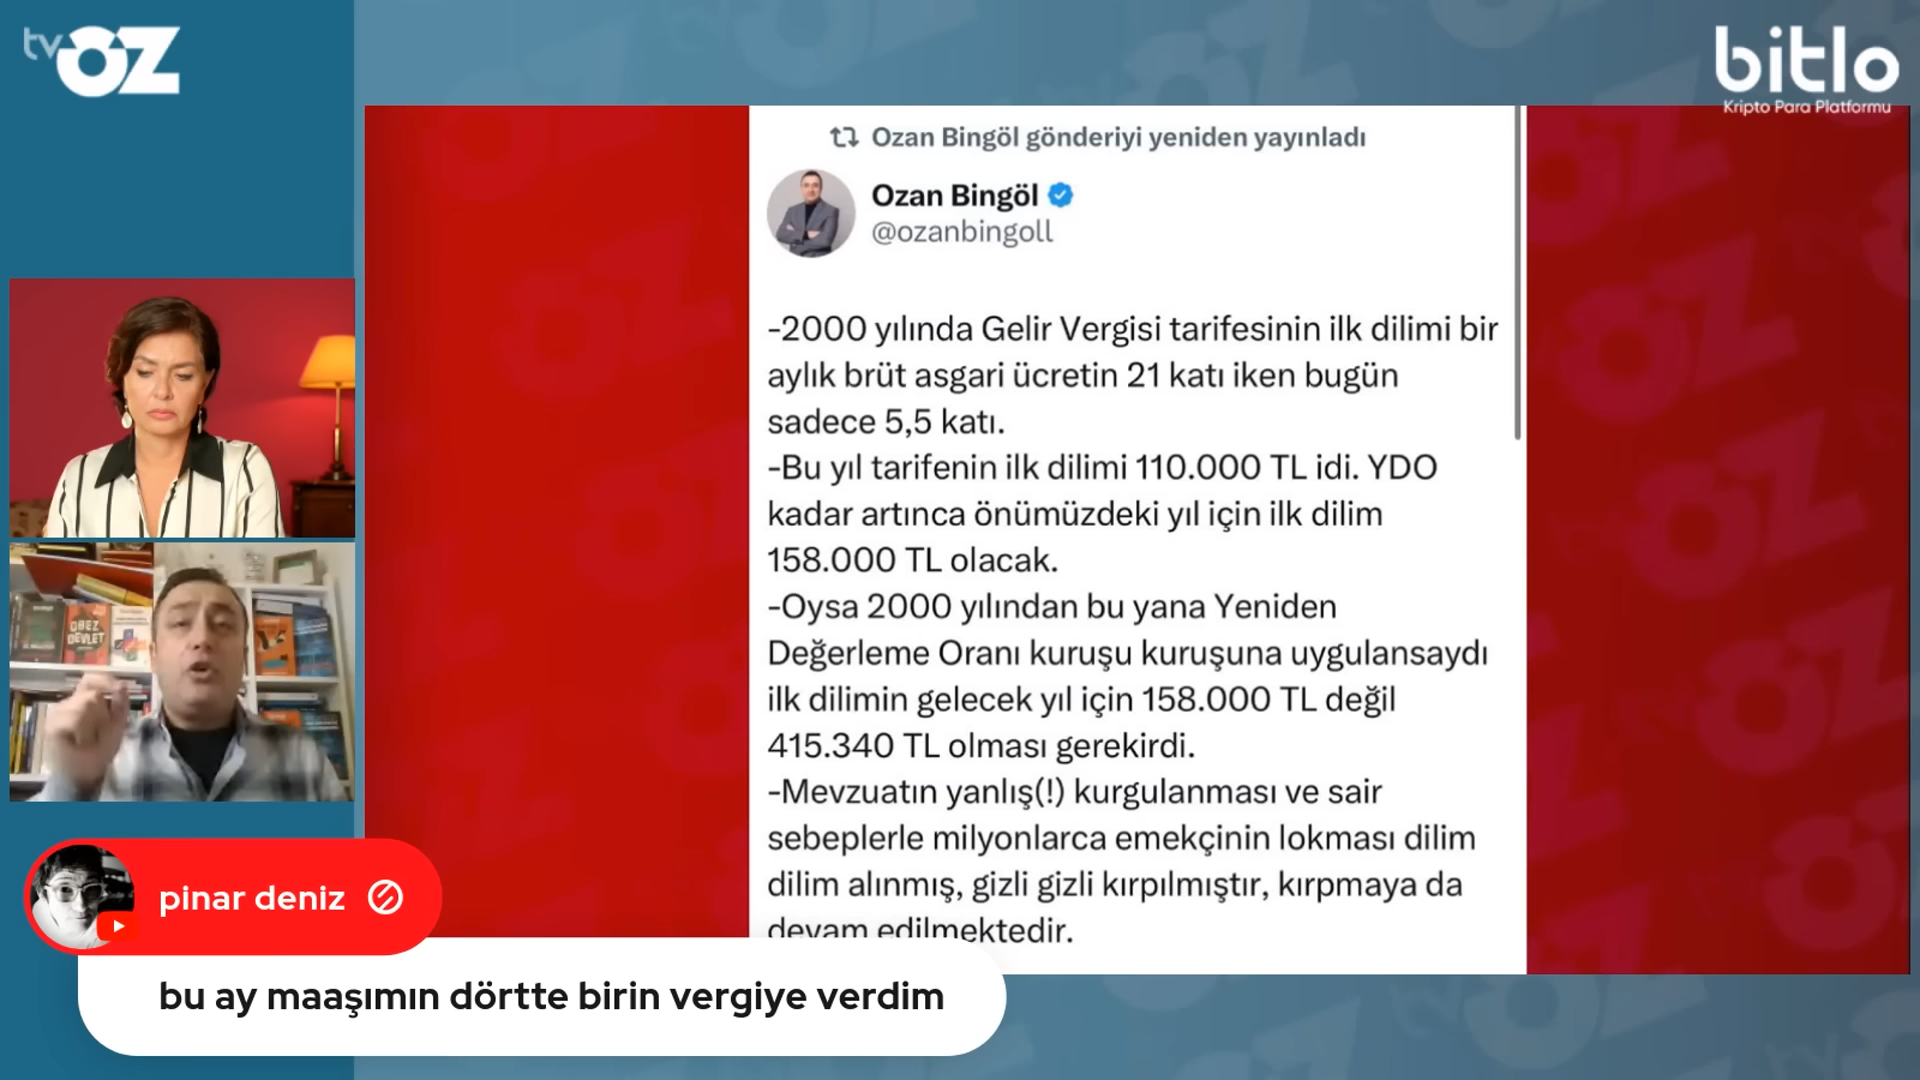 tv ÖZ
bitlo
Kripto Para Platformu
Ozan Bingöl gönderiyi yeniden yayınladı
Ozan Bingöl
@ozanbingoll
-2000 yılında Gelir Vergisi tarifesinin ilk dilimi bir
aylık brüt asgari ücretin 21 katı iken bugün
sadece 5,5 katı.
-Bu yıl tarifenin ilk dilimi 110.000 TL idi. YDO
kadar artınca önümüzdeki yıl için ilk dilim
158.000 TL olacak.
-Oysa 2000 yılından bu yana Yeniden
Değerleme Oranı kuruşu kuruşuna uygulansaydı
ilk dilimin gelecek yıl için 158.000 TL değil
415.340 TL olması gerekirdi.
-Mevzuatın yanlış(!) kurgulanması ve sair
sebeplerle milyonlarca emekçinin lokması dilim
dilim alınmış, gizli gizli kırpılmıştır, kırpmaya da
devam edilmektedir.
OBEZ
DEVLET
pinar deniz
bu ay maaşımın dörtte birin vergiye verdim